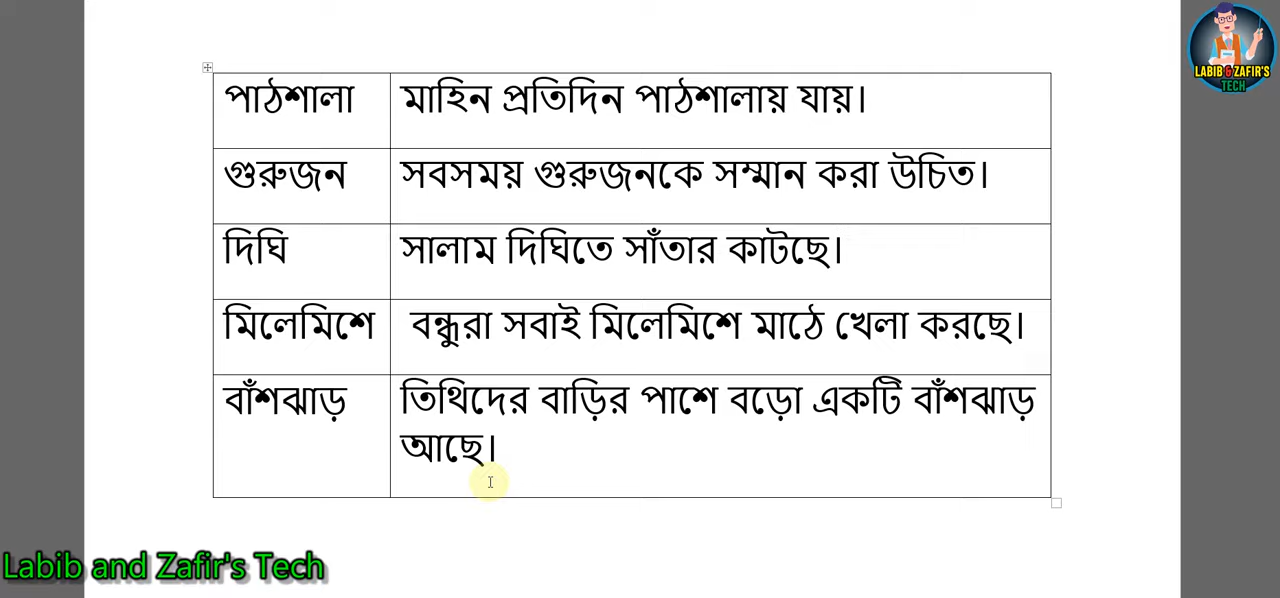 পাঠশালা মাহিন প্রতিদিন পাঠশালায় যায়।
গুরুজন সবসময় গুরুজনকে সম্মান করা উচিত।
দিঘি সালাম দিঘিতে সাঁতার কাটছে।
মিলেমিশে বন্ধুরা সবাই মিলেমিশে মাঠে খেলা করছে।
বাঁশঝাড় তিথিদের বাড়ির পাশে বড়ো একটি বাঁশঝাড়
আছে।
LABIB & ZAFIR'S
TECH
Labib and Zafir's Tech